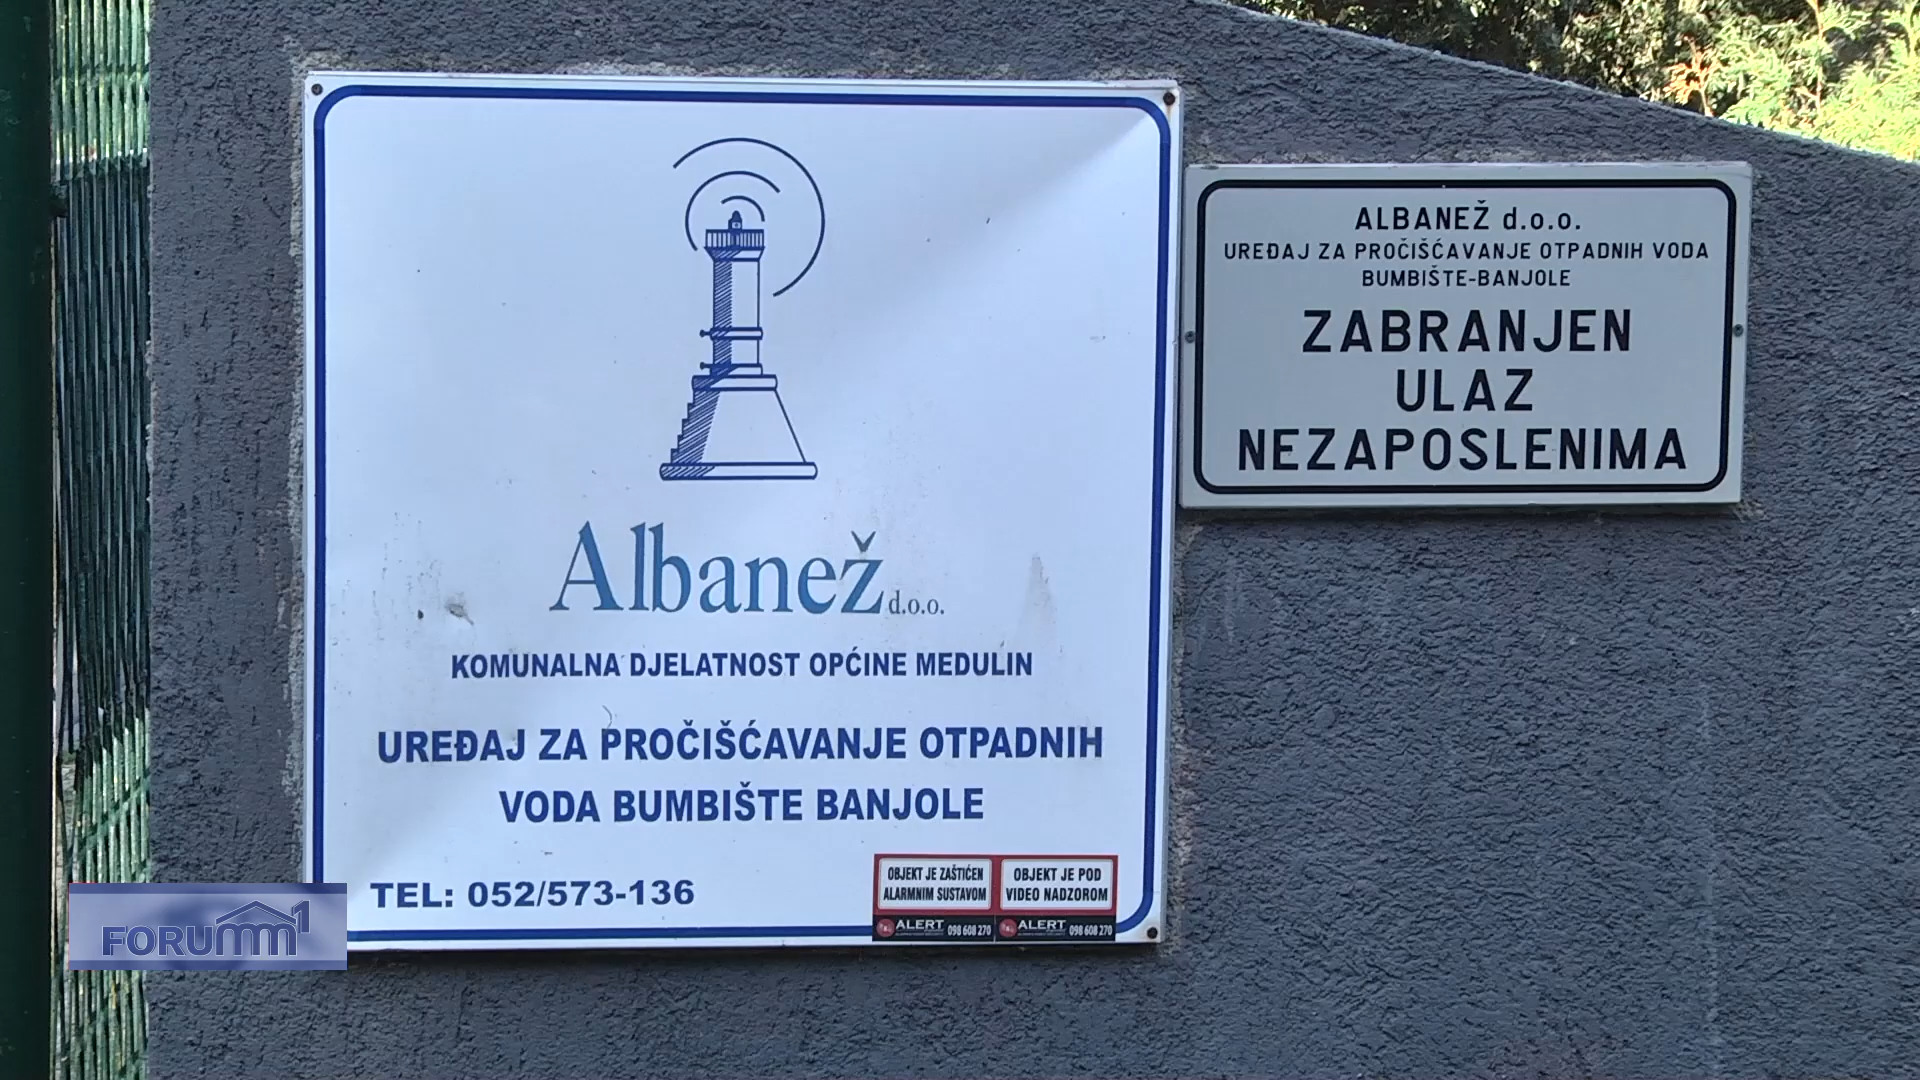 Albanež d.o.o.
KOMUNALNA DJELATNOST OPĆINE MEDULIN
UREĐAJ ZA PROČIŠĆAVANJE OTPADNIH
VODA BUMBIŠTE BANJOLE
TEL: 052/573-136
OBJEKT JE ZAŠTIĆEN
ALARMNIM SUSTAVOM
ALERT 098 608 270
OBJEKT JE POD
VIDEO NADZOROM
ALERT 098 608 270
ALBANEŽ d.o.o.
UREĐAJ ZA PROČIŠĆAVANJE OTPADNIH VODA
BUMBIŠTE-BANJOLE
ZABRANJEN
ULAZ
NEZAPOSLENIMA
FORUM 1